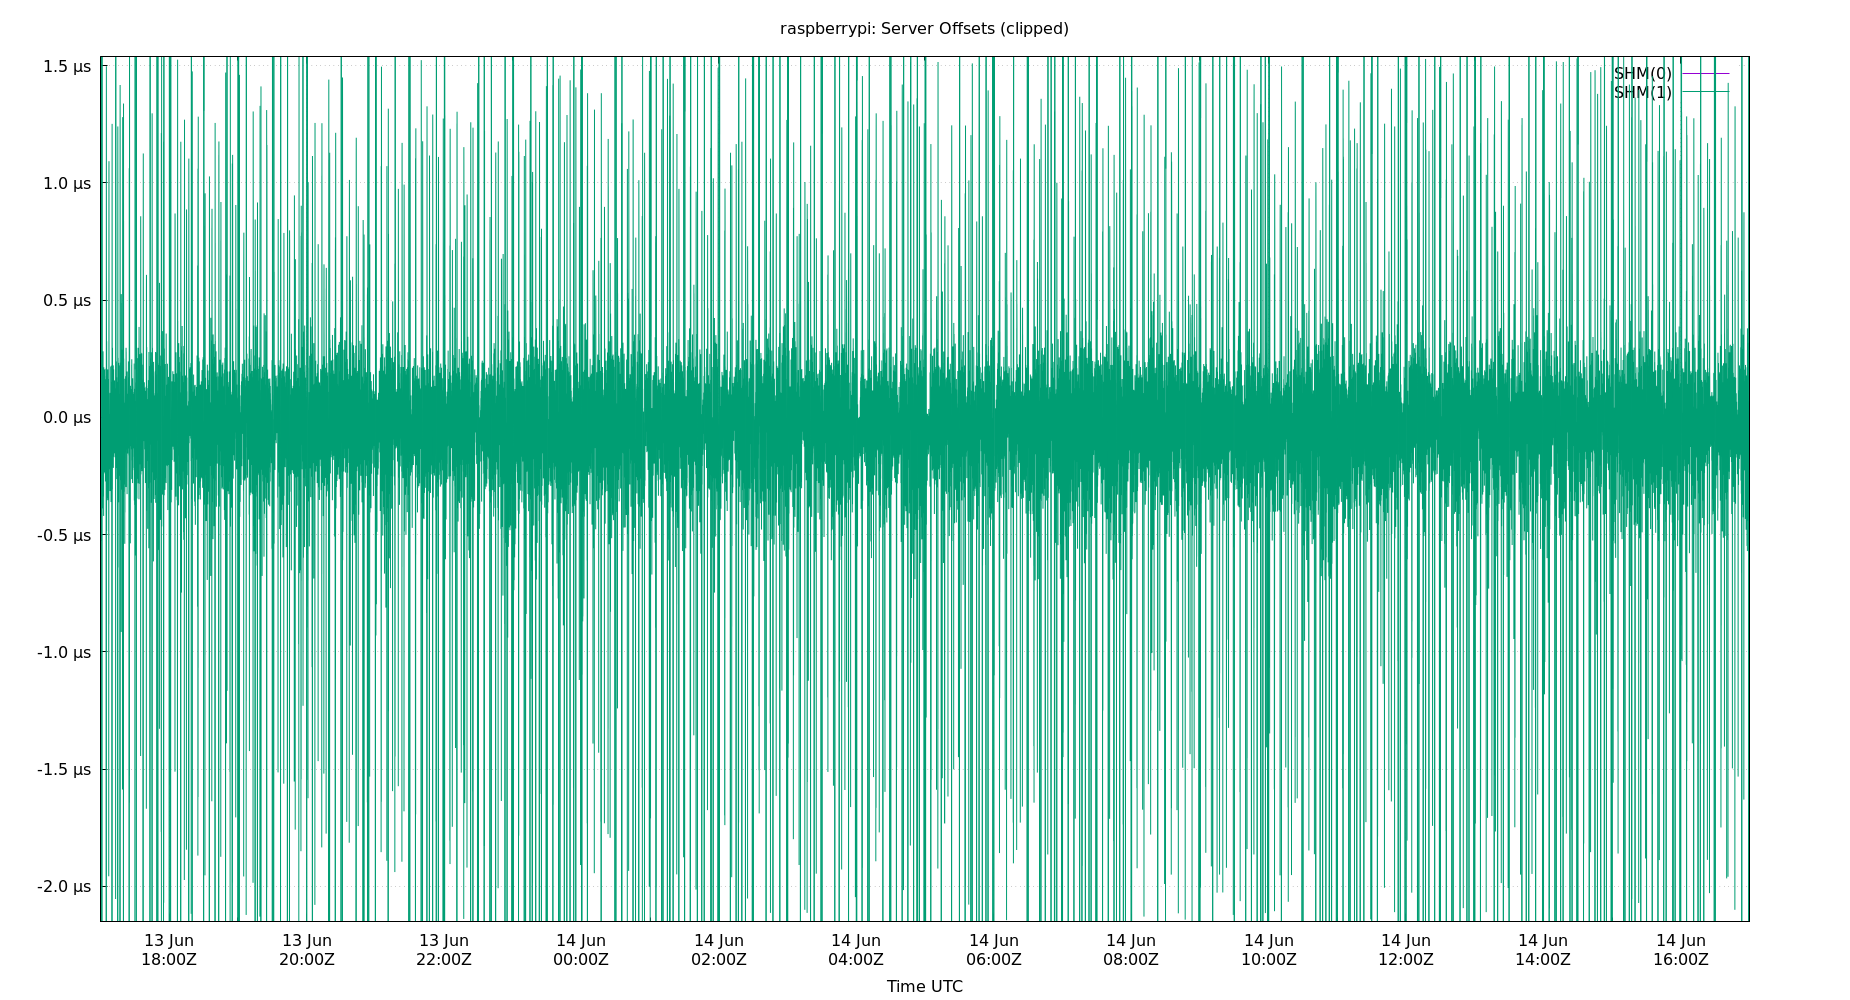 raspberrypi: Server Offsets (clipped)
1.5 µs
1.0 µs
0.5 µs
0.0 µs
-0.5 µs
-1.0 µs
-1.5 µs
-2.0 µs
SHM(0)
SHM(1)
13 Jun 13 Jun 13 Jun 14 Jun 14 Jun 14 Jun 14 Jun 14 Jun 14 Jun 14 Jun 14 Jun 14 Jun
18:00Z 20:00Z 22:00Z 00:00Z 02:00Z 04:00Z 06:00Z 08:00Z 10:00Z 12:00Z 14:00Z 16:00Z
Time UTC